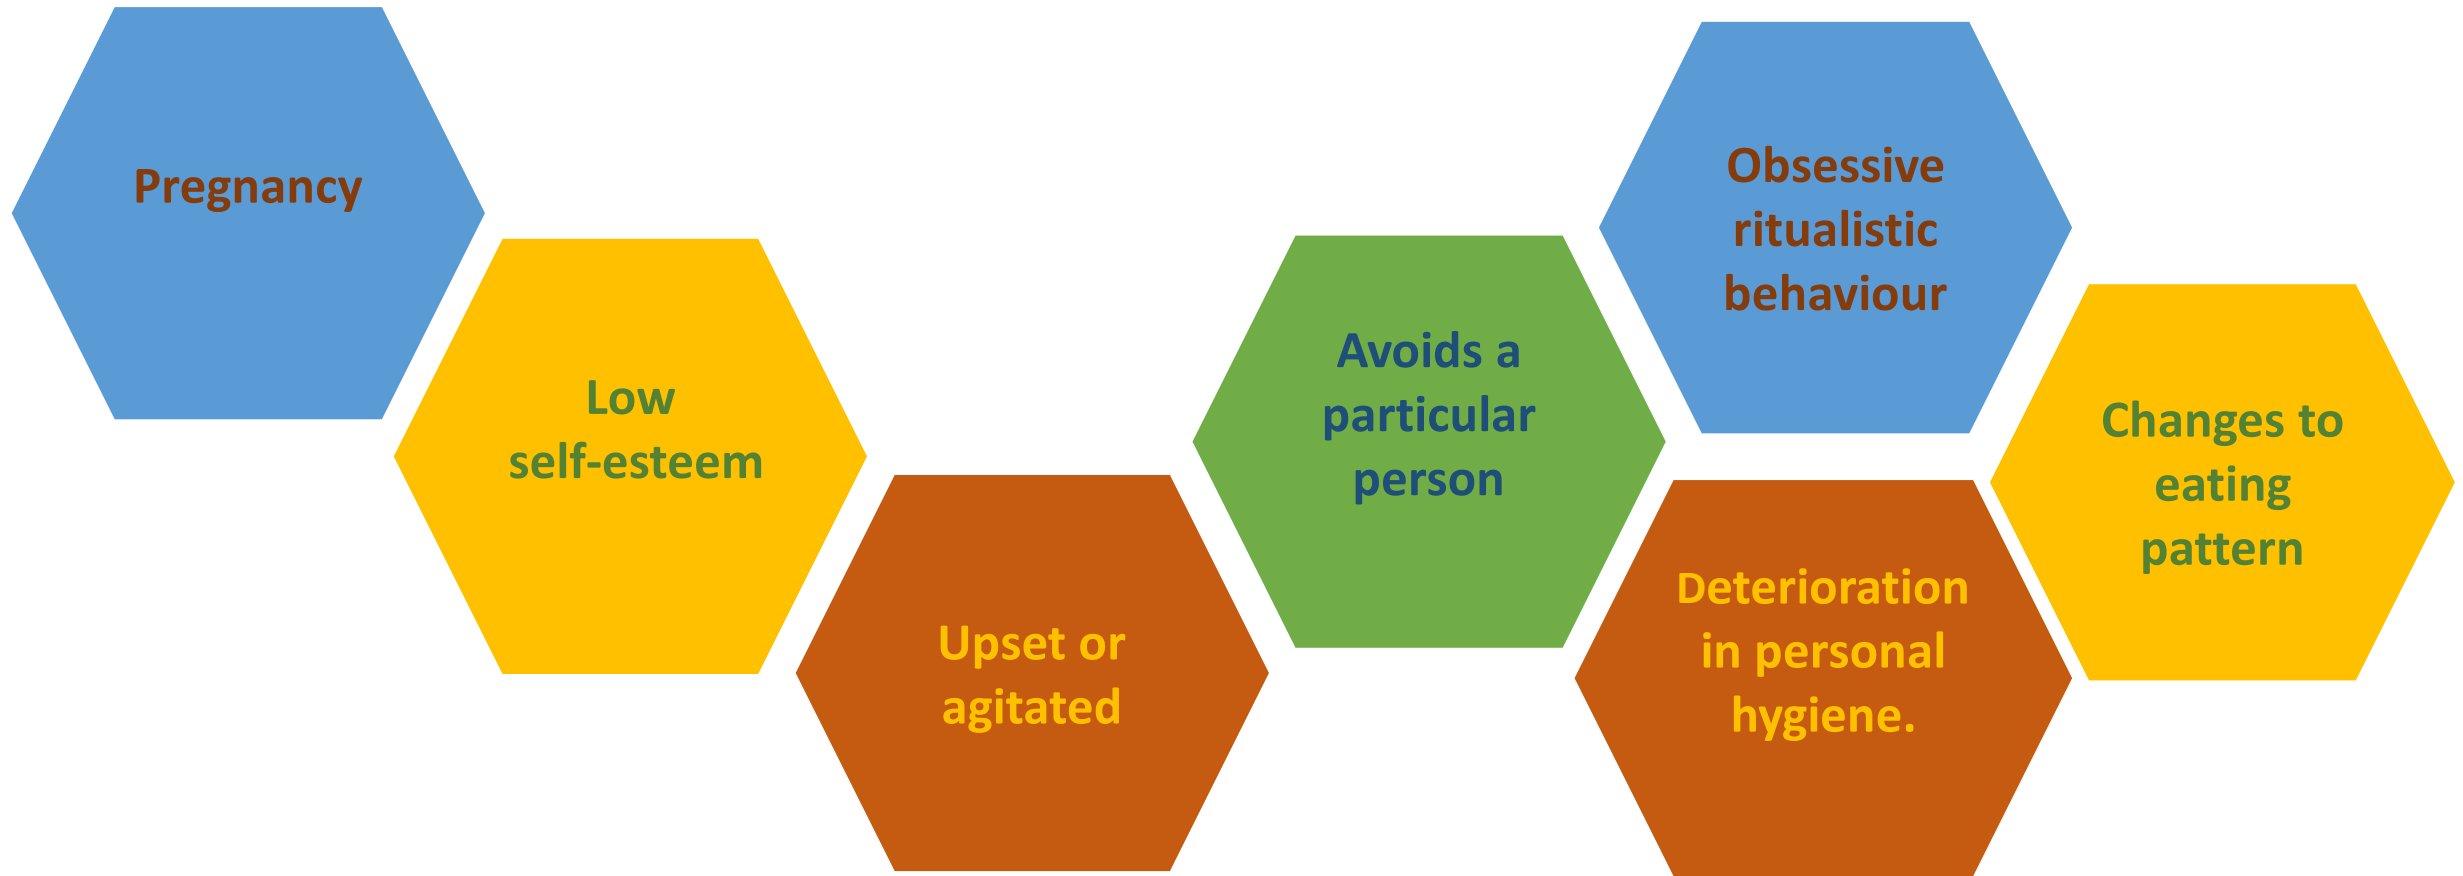 Pregnancy
Low
self-esteem
Upset or
agitated
Avoids a
particular
person
Obsessive
ritualistic
behaviour
Deterioration
in personal
hygiene.
Changes to
eating
pattern